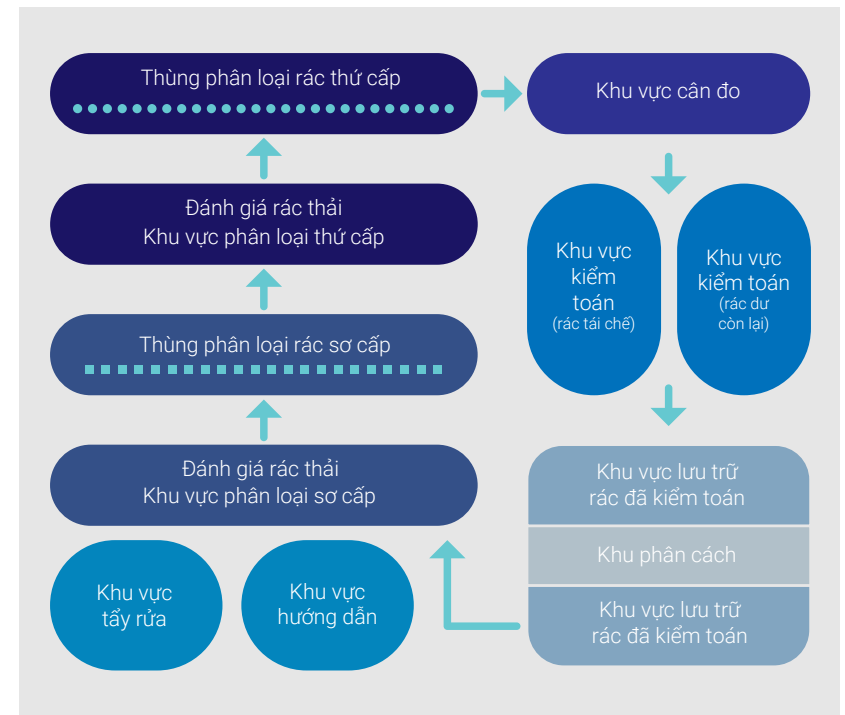 Thùng phân loại rác thứ cấp
Khu vực cân đo
Đánh giá rác thải
Khu vực phân loại thứ cấp
Khu vực
kiểm
toán
(rác tái chế)
Khu vực
kiểm toán
(rác dư
còn lại)
Thùng phân loại rác sơ cấp
Đánh giá rác thải
Khu vực phân loại sơ cấp
Khu vực lưu trữ
rác đã kiểm toán
Khu phân cách
Khu vực lưu trữ
rác đã kiểm toán
Khu vực
tẩy rửa
Khu vực
hướng dẫn